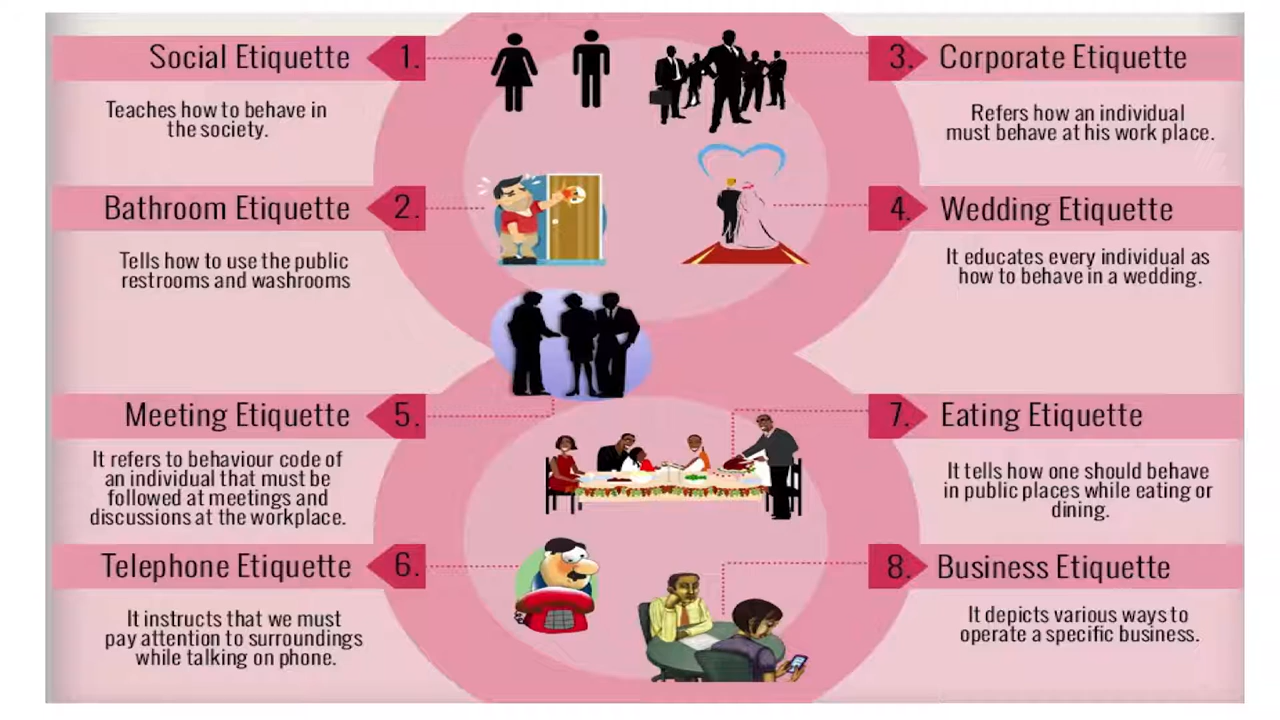 Social Etiquette 1.
Teaches how to behave in
the society.
Bathroom Etiquette 2.
Tells how to use the public
restrooms and washrooms
3. Corporate Etiquette
Refers how an individual
must behave at his work place.
4. Wedding Etiquette
It educates every individual as
how to behave in a wedding.
Meeting Etiquette 5.
It refers to behaviour code of
an individual that must be
followed at meetings and
discussions at the workplace.
Telephone Etiquette 6.
It instructs that we must
pay attention to surroundings
while talking on phone.
7. Eating Etiquette
It tells how one should behave
in public places while eating or
dining.
8. Business Etiquette
It depicts various ways to
operate a specific business.